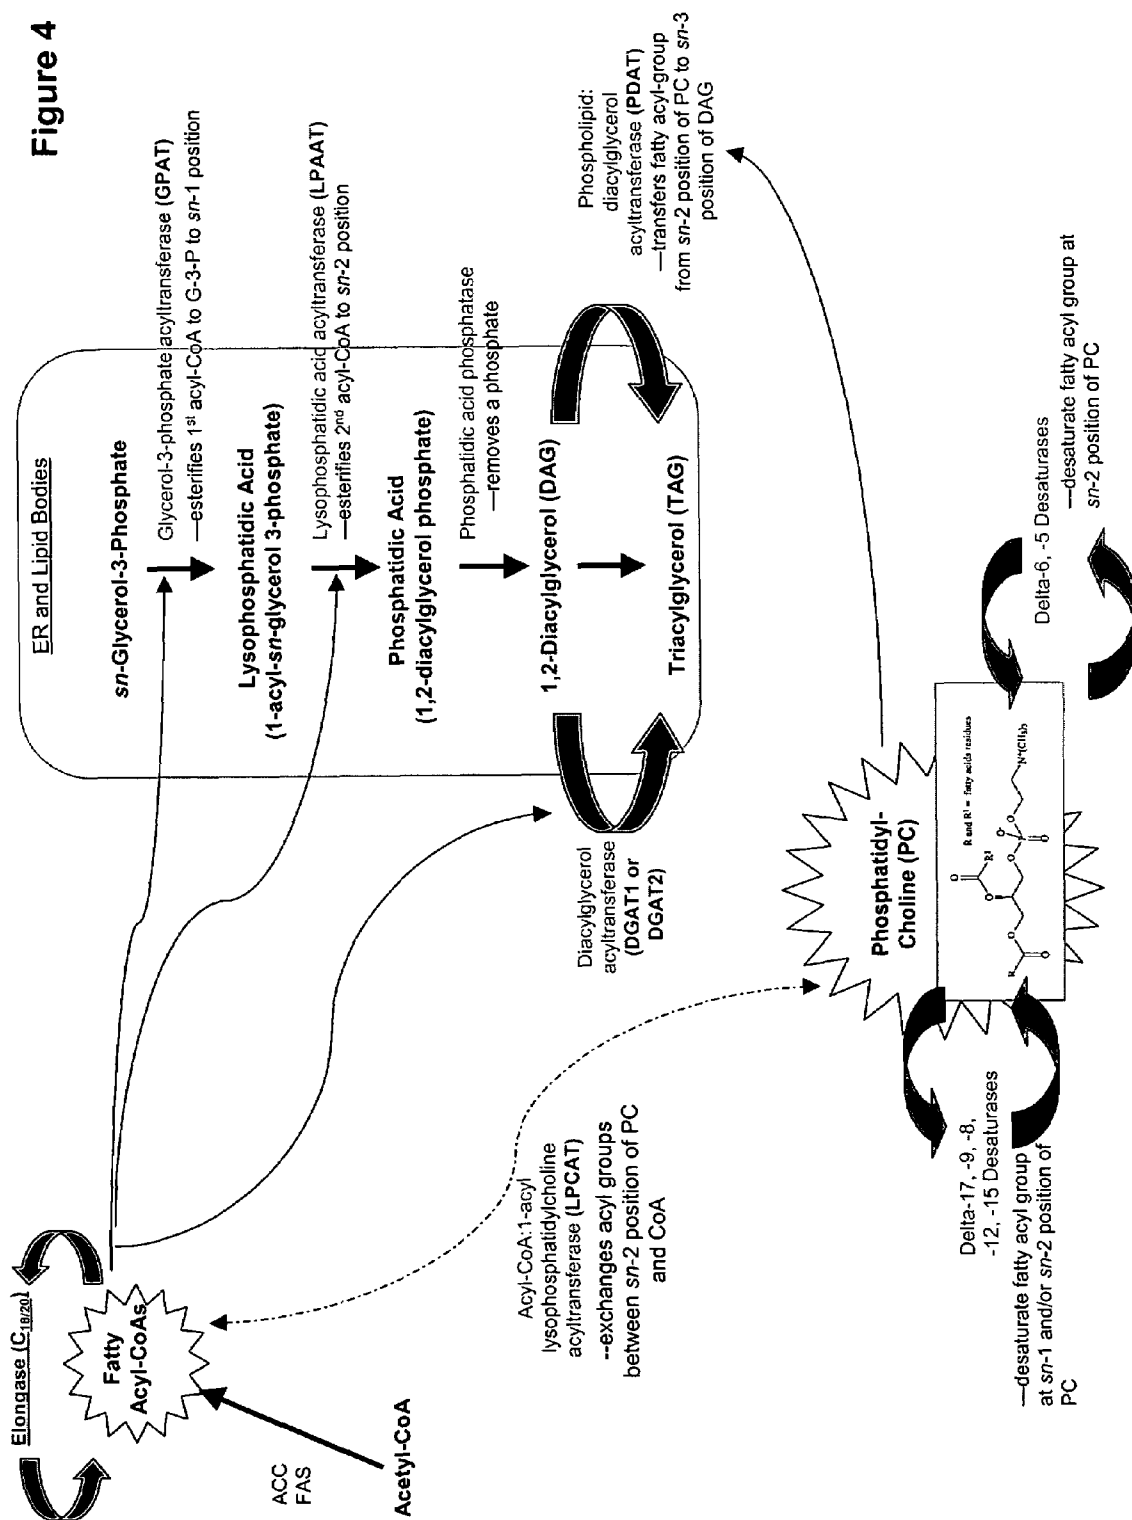 Figure 4
Elongase (C18/20)
Fatty
Acyl-CoAs
ACC
FAS
Acetyl-CoA
ER and Lipid Bodies
sn-Glycerol-3-Phosphate
Glycerol-3-phosphate acyltransferase (GPAT)
—esterifies 1st acyl-CoA to G-3-P to sn-1 position
Lysophosphatidic Acid
(1-acyl-sn-glycerol 3-phosphate)
Lysophosphatidic acid acyltransferase (LPAAT)
—esterifies 2nd acyl-CoA to sn-2 position
Phosphatidic Acid
(1,2-diacylglycerol phosphate)
Phosphatidic acid phosphatase
—removes a phosphate
1,2-Diacylglycerol (DAG)
Triacylglycerol (TAG)
Diacylglycerol
acyltransferase
(DGAT1 or
DGAT2)
Phospholipid:
diacylglycerol
acyltransferase (PDAT)
—transfers fatty acyl-group
from sn-2 position of PC to sn-3
position of DAG
Acyl-CoA:1-acyl
lysophosphatidylcholine
acyltransferase (LPCAT)
--exchanges acyl groups
between sn-2 position of PC
and CoA
Phosphatidyl-
Choline (PC)
R and R¹ = fatty acids residues
O
R¹
O
O
O
P
O
O
O
R
O
N⁺(CH₃)₃
Delta-17, -9, -8,
-12, -15 Desaturases
—desaturate fatty acyl group
at sn-1 and/or sn-2 position of
PC
Delta-6, -5 Desaturases
—desaturate fatty acyl group at
sn-2 position of PC